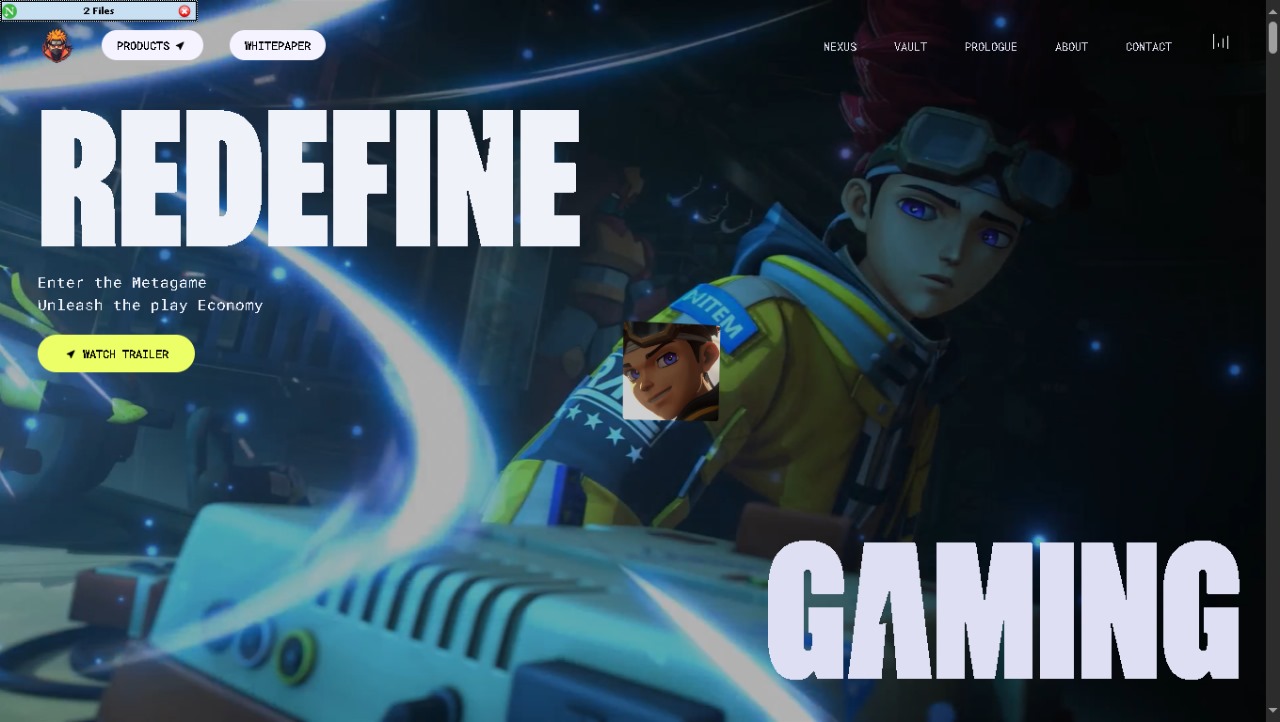 2 Files
PRODUCTS
WHITEPAPER
NEXUS
VAULT
PROLOGUE
ABOUT
CONTACT
REDEFINE
Enter the Metagame
Unleash the play Economy
WATCH TRAILER
NITEM
GAMING